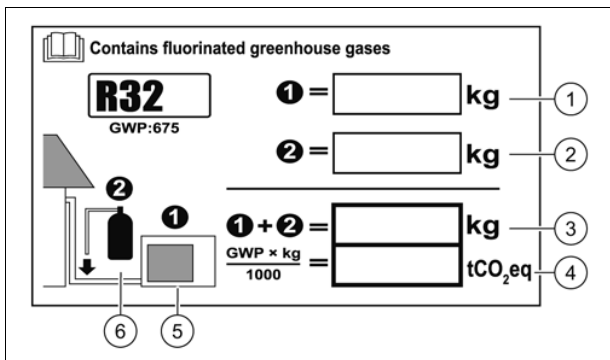 Contains fluorinated greenhouse gases
R32
GWP:675
❶ = kg
1
❷ = kg
2
❶+❷ = kg
3
GWP × kg
1000
= tCO₂eq
4
❷
❶
6
5